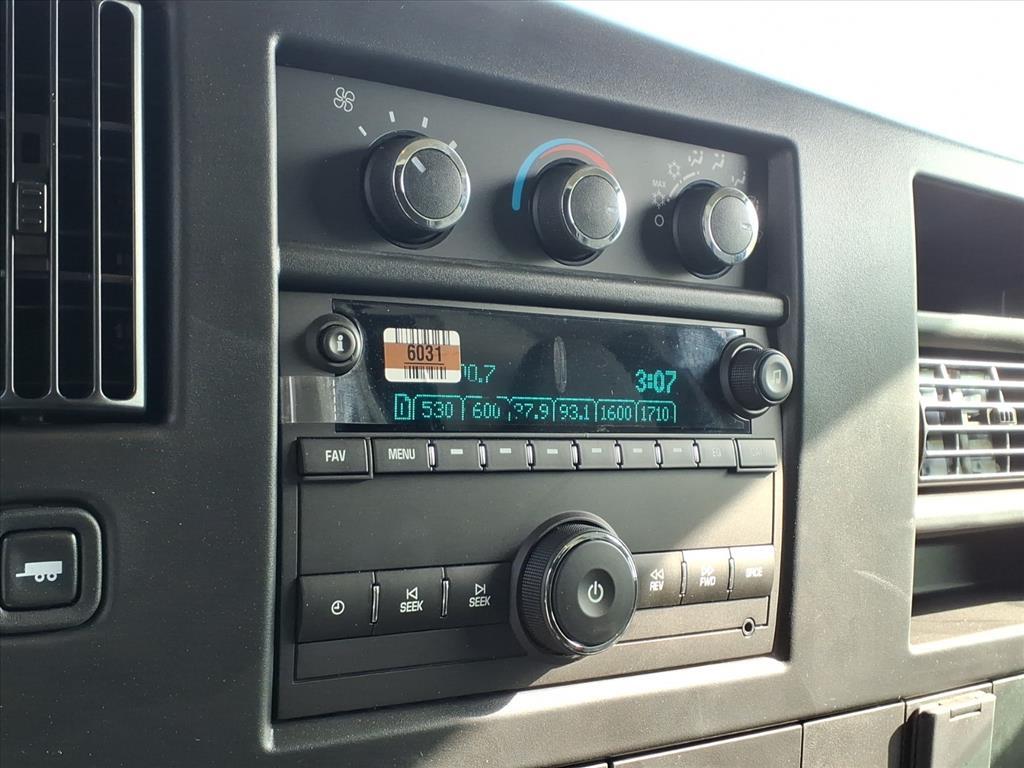 MAX
6031
0.7 3:07
D 530 600 97.9 93.1 1600 1710
i
FAV MENU EQ
SEEK SEEK REV FWD